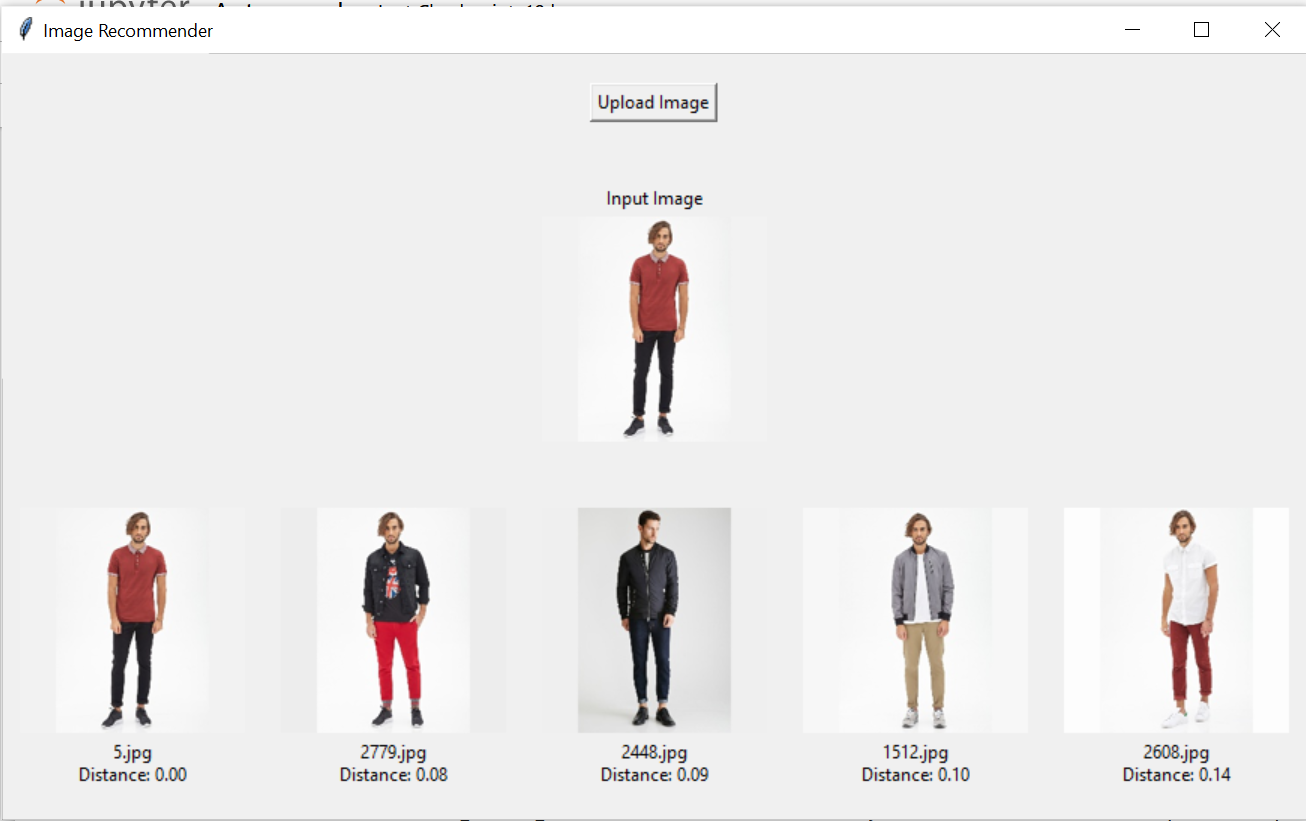 Image Recommender
Upload Image
Input Image
5.jpg
Distance: 0.00
2779.jpg
Distance: 0.08
2448.jpg
Distance: 0.09
1512.jpg
Distance: 0.10
2608.jpg
Distance: 0.14